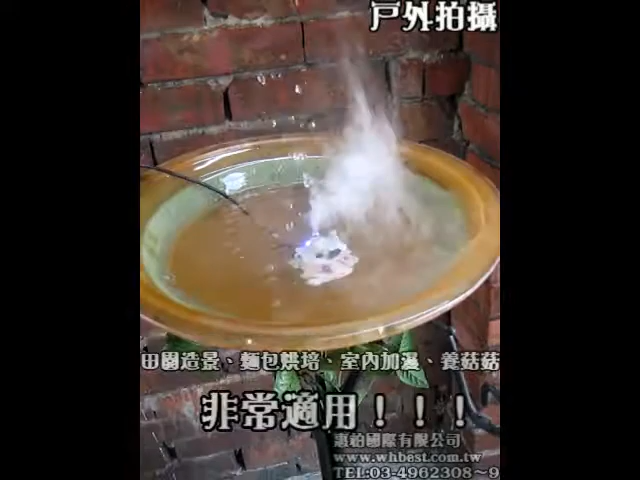 戶外拍攝
田園造景、麵包烘培、室內加濕、養菇菇
非常適用！！！
惠柏國際有限公司
www.whbest.com.tw
TEL:03-4962308～9